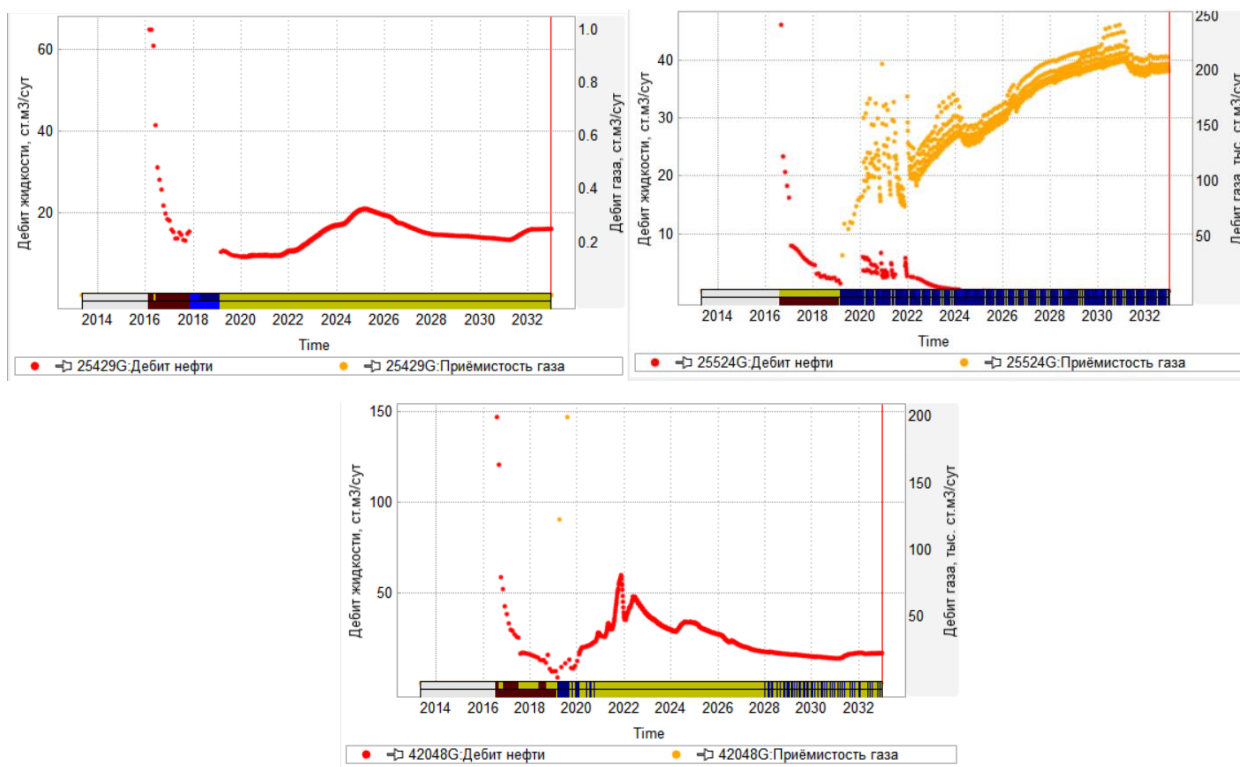 60
40
20
Дебит жидкости, ст.м3/сут
1.0
0.8
0.6
0.4
0.2
Дебит газа, ст.м3/сут
2014 2016 2018 2020 2022 2024 2026 2028 2030 2032
Time
25429G:Дебит нефти 25429G:Приёмистость газа
40
30
20
10
Дебит жидкости, ст.м3/сут
250
200
150
100
50
Дебит газа, тыс. ст.м3/сут
2014 2016 2018 2020 2022 2024 2026 2028 2030 2032
Time
25524G:Дебит нефти 25524G:Приёмистость газа
150
100
50
Дебит жидкости, ст.м3/сут
200
150
100
50
Дебит газа, тыс. ст.м3/сут
2014 2016 2018 2020 2022 2024 2026 2028 2030 2032
Time
42048G:Дебит нефти 42048G:Приёмистость газа